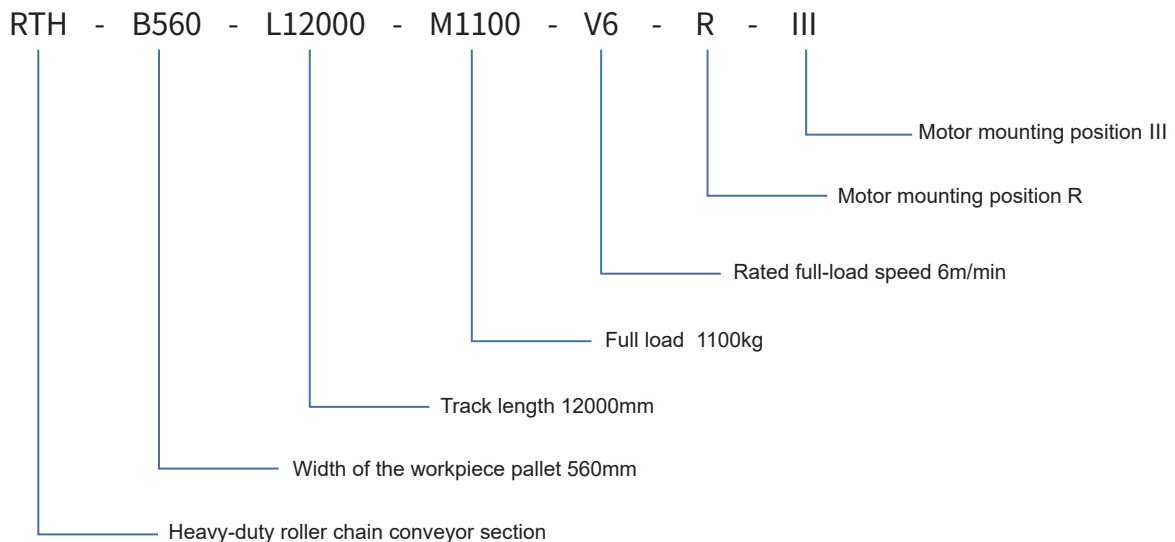 RTH - B560 - L12000 - M1100 - V6 - R - III
Motor mounting position III
Motor mounting position R
Rated full-load speed 6m/min
Full load 1100kg
Track length 12000mm
Width of the workpiece pallet 560mm
Heavy-duty roller chain conveyor section